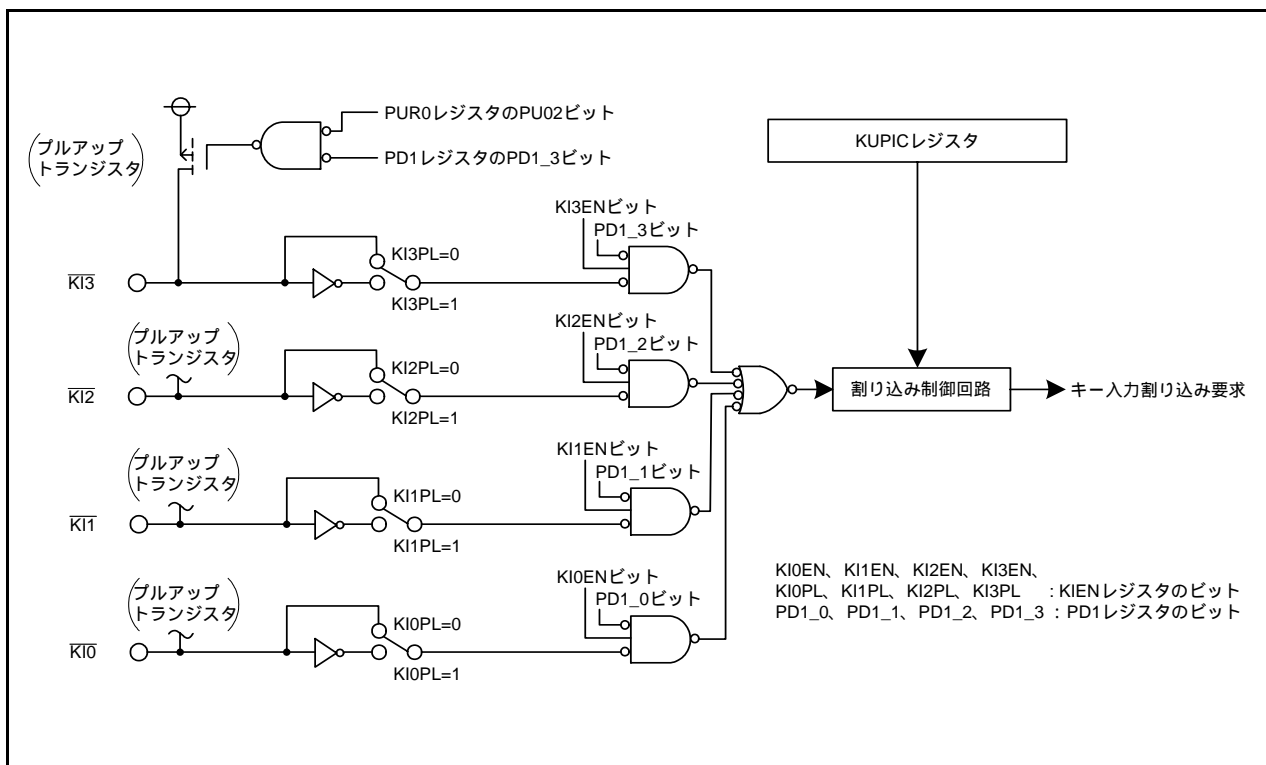 PUR0レジスタのPU02ビット
(プルアップ
トランジスタ)
PD1レジスタのPD1_3ビット
KUPICレジスタ
KI3ENビット
PD1_3ビット
KI3PL=0
KI3
KI3PL=1
(プルアップ
トランジスタ)
KI2ENビット
PD1_2ビット
KI2PL=0
KI2
KI2PL=1
割り込み制御回路
キー入力割り込み要求
(プルアップ
トランジスタ)
KI1ENビット
PD1_1ビット
KI1PL=0
KI1
KI1PL=1
(プルアップ
トランジスタ)
KI0ENビット
PD1_0ビット
KI0PL=0
KI0
KI0PL=1
KI0EN、KI1EN、KI2EN、KI3EN、
KI0PL、KI1PL、KI2PL、KI3PL :KIENレジスタのビット
PD1_0、PD1_1、PD1_2、PD1_3 :PD1レジスタのビット